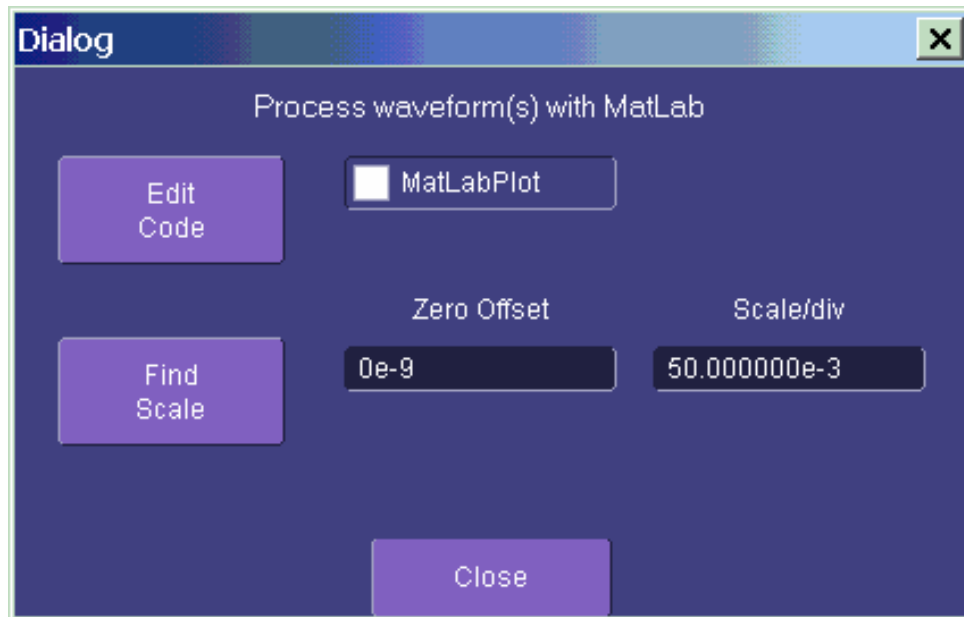 Dialog
Process waveform(s) with MatLab
Edit
Code
MatLabPlot
Zero Offset
Scale/div
Find
Scale
0e-9
50.000000e-3
Close